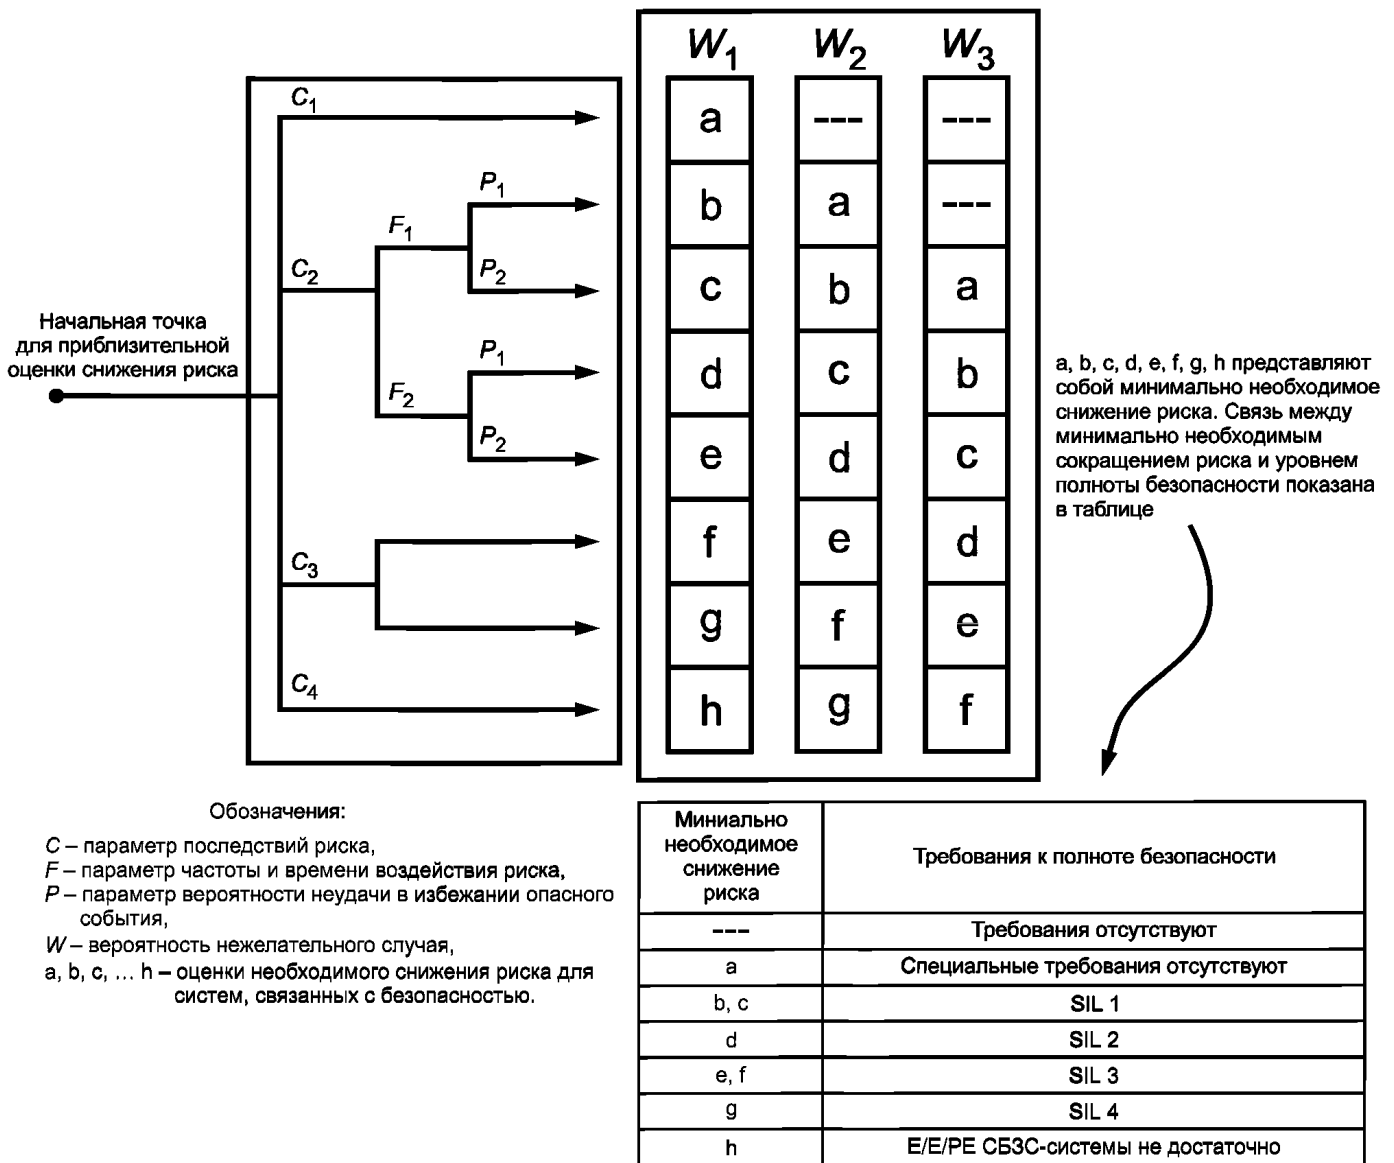 W1 W2 W3
C1
a --- ---
P1
b a ---
F1
C2
P2
c b a
Начальная точка
для приблизительной
оценки снижения риска
P1
d c b
F2
P2
e d c
a, b, c, d, e, f, g, h представляют
собой минимально необходимое
снижение риска. Связь между
минимально необходимым
сокращением риска и уровнем
полноты безопасности показана
в таблице
f e d
C3
g f e
C4
h g f
Обозначения:
C – параметр последствий риска,
F – параметр частоты и времени воздействия риска,
P – параметр вероятности неудачи в избежании опасного
события,
W – вероятность нежелательного случая,
a, b, c, ... h – оценки необходимого снижения риска для
систем, связанных с безопасностью.
Миниально
необходимое
снижение
риска
Требования к полноте безопасности
--- Требования отсутствуют
a Специальные требования отсутствуют
b, c SIL 1
d SIL 2
e, f SIL 3
g SIL 4
h E/E/PE СБЗС-системы не достаточно